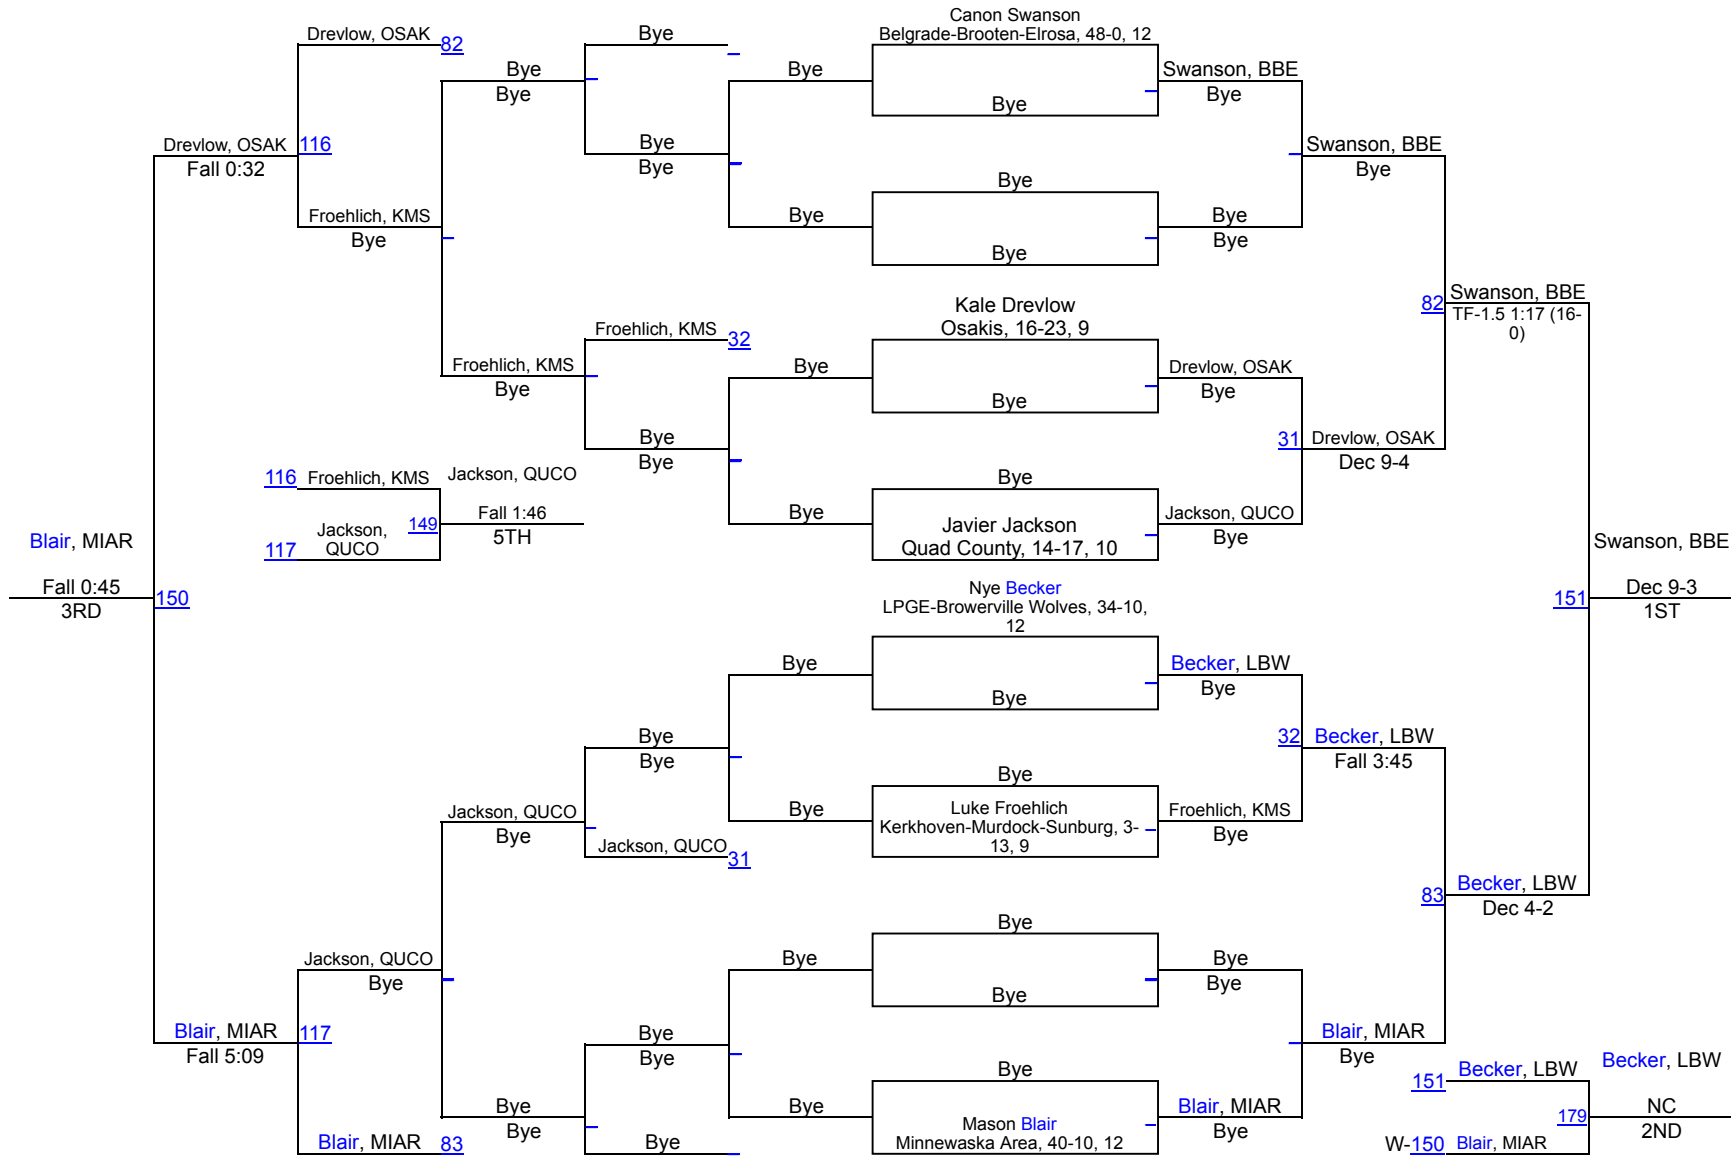 Canon Swanson
Belgrade-Brooten-Elrosa, 48-0, 12
Bye
Bye
Bye
Kale Drevlow
Osakis, 16-23, 9
Bye
Bye
Javier Jackson
Quad County, 14-17, 10
Nye Becker
LPGE-Browerville Wolves, 34-10,
12
Bye
Bye
Luke Froehlich
Kerkhoven-Murdock-Sunburg, 3-
13, 9
Bye
Bye
Bye
Mason Blair
Minnewaska Area, 40-10, 12
Swanson, BBE
Bye
Bye
Bye
Drevlow, OSAK
Bye
Jackson, QUCO
Bye
Becker, LBW
Bye
Froehlich, KMS
Bye
Bye
Bye
Blair, MIAR
Bye
Swanson, BBE
Bye
31
Drevlow, OSAK
Dec 9-4
32
Becker, LBW
Fall 3:45
Blair, MIAR
Bye
82
Swanson, BBE
TF-1.5 1:17 (16-
0)
83
Becker, LBW
Dec 4-2
Swanson, BBE
151
Dec 9-3
1ST
151
Becker, LBW
W-150
Blair, MIAR
179
Becker, LBW
NC
2ND
Bye
Bye
Bye
Bye
Bye
Bye
Bye
Bye
Bye
Bye
Bye
Froehlich, KMS
32
Bye
Bye
Bye
Bye
Jackson, QUCO
31
Bye
Bye
Bye
Bye
Bye
Froehlich, KMS
Bye
Jackson, QUCO
Bye
Bye
Bye
Drevlow, OSAK
82
Froehlich, KMS
Bye
Jackson, QUCO
Bye
Blair, MIAR
83
116
Froehlich, KMS
117
Jackson,
QUCO
149
Jackson, QUCO
Fall 1:46
5TH
Drevlow, OSAK
116
Fall 0:32
Blair, MIAR
117
Fall 5:09
Blair, MIAR
Fall 0:45
150
3RD